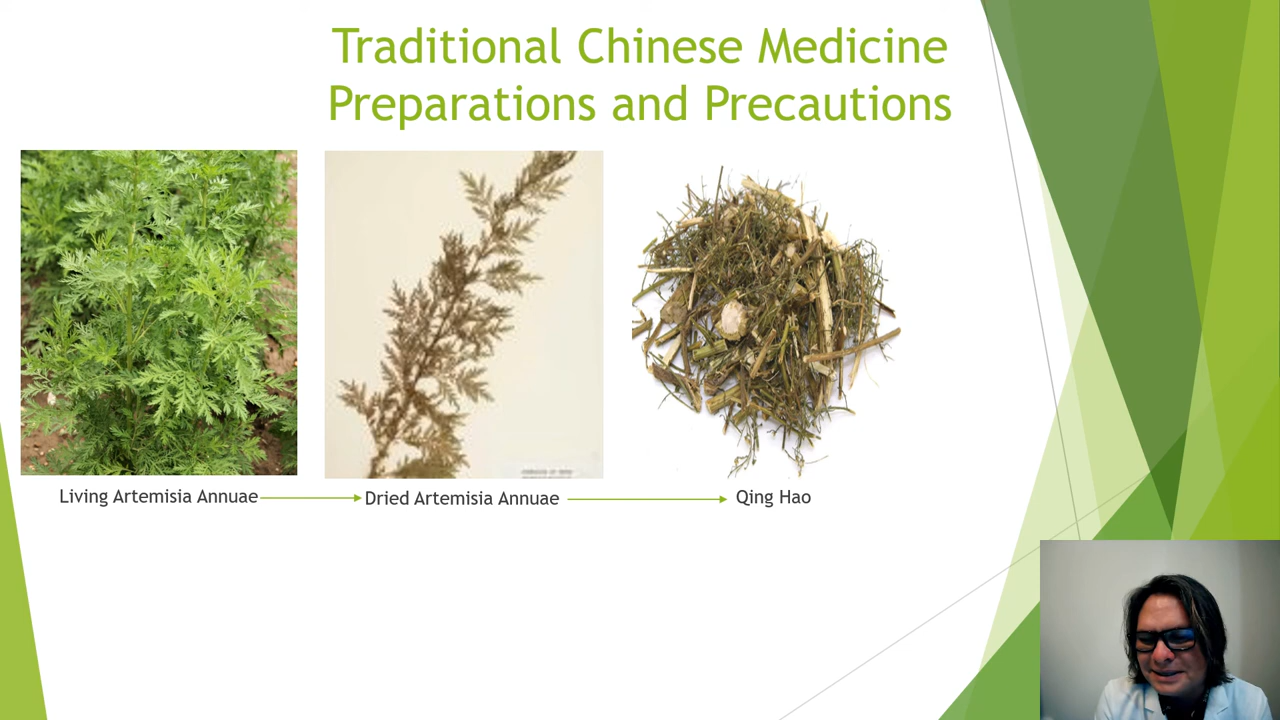 Traditional Chinese Medicine
Preparations and Precautions
Living Artemisia Annuae
Dried Artemisia Annuae
Qing Hao